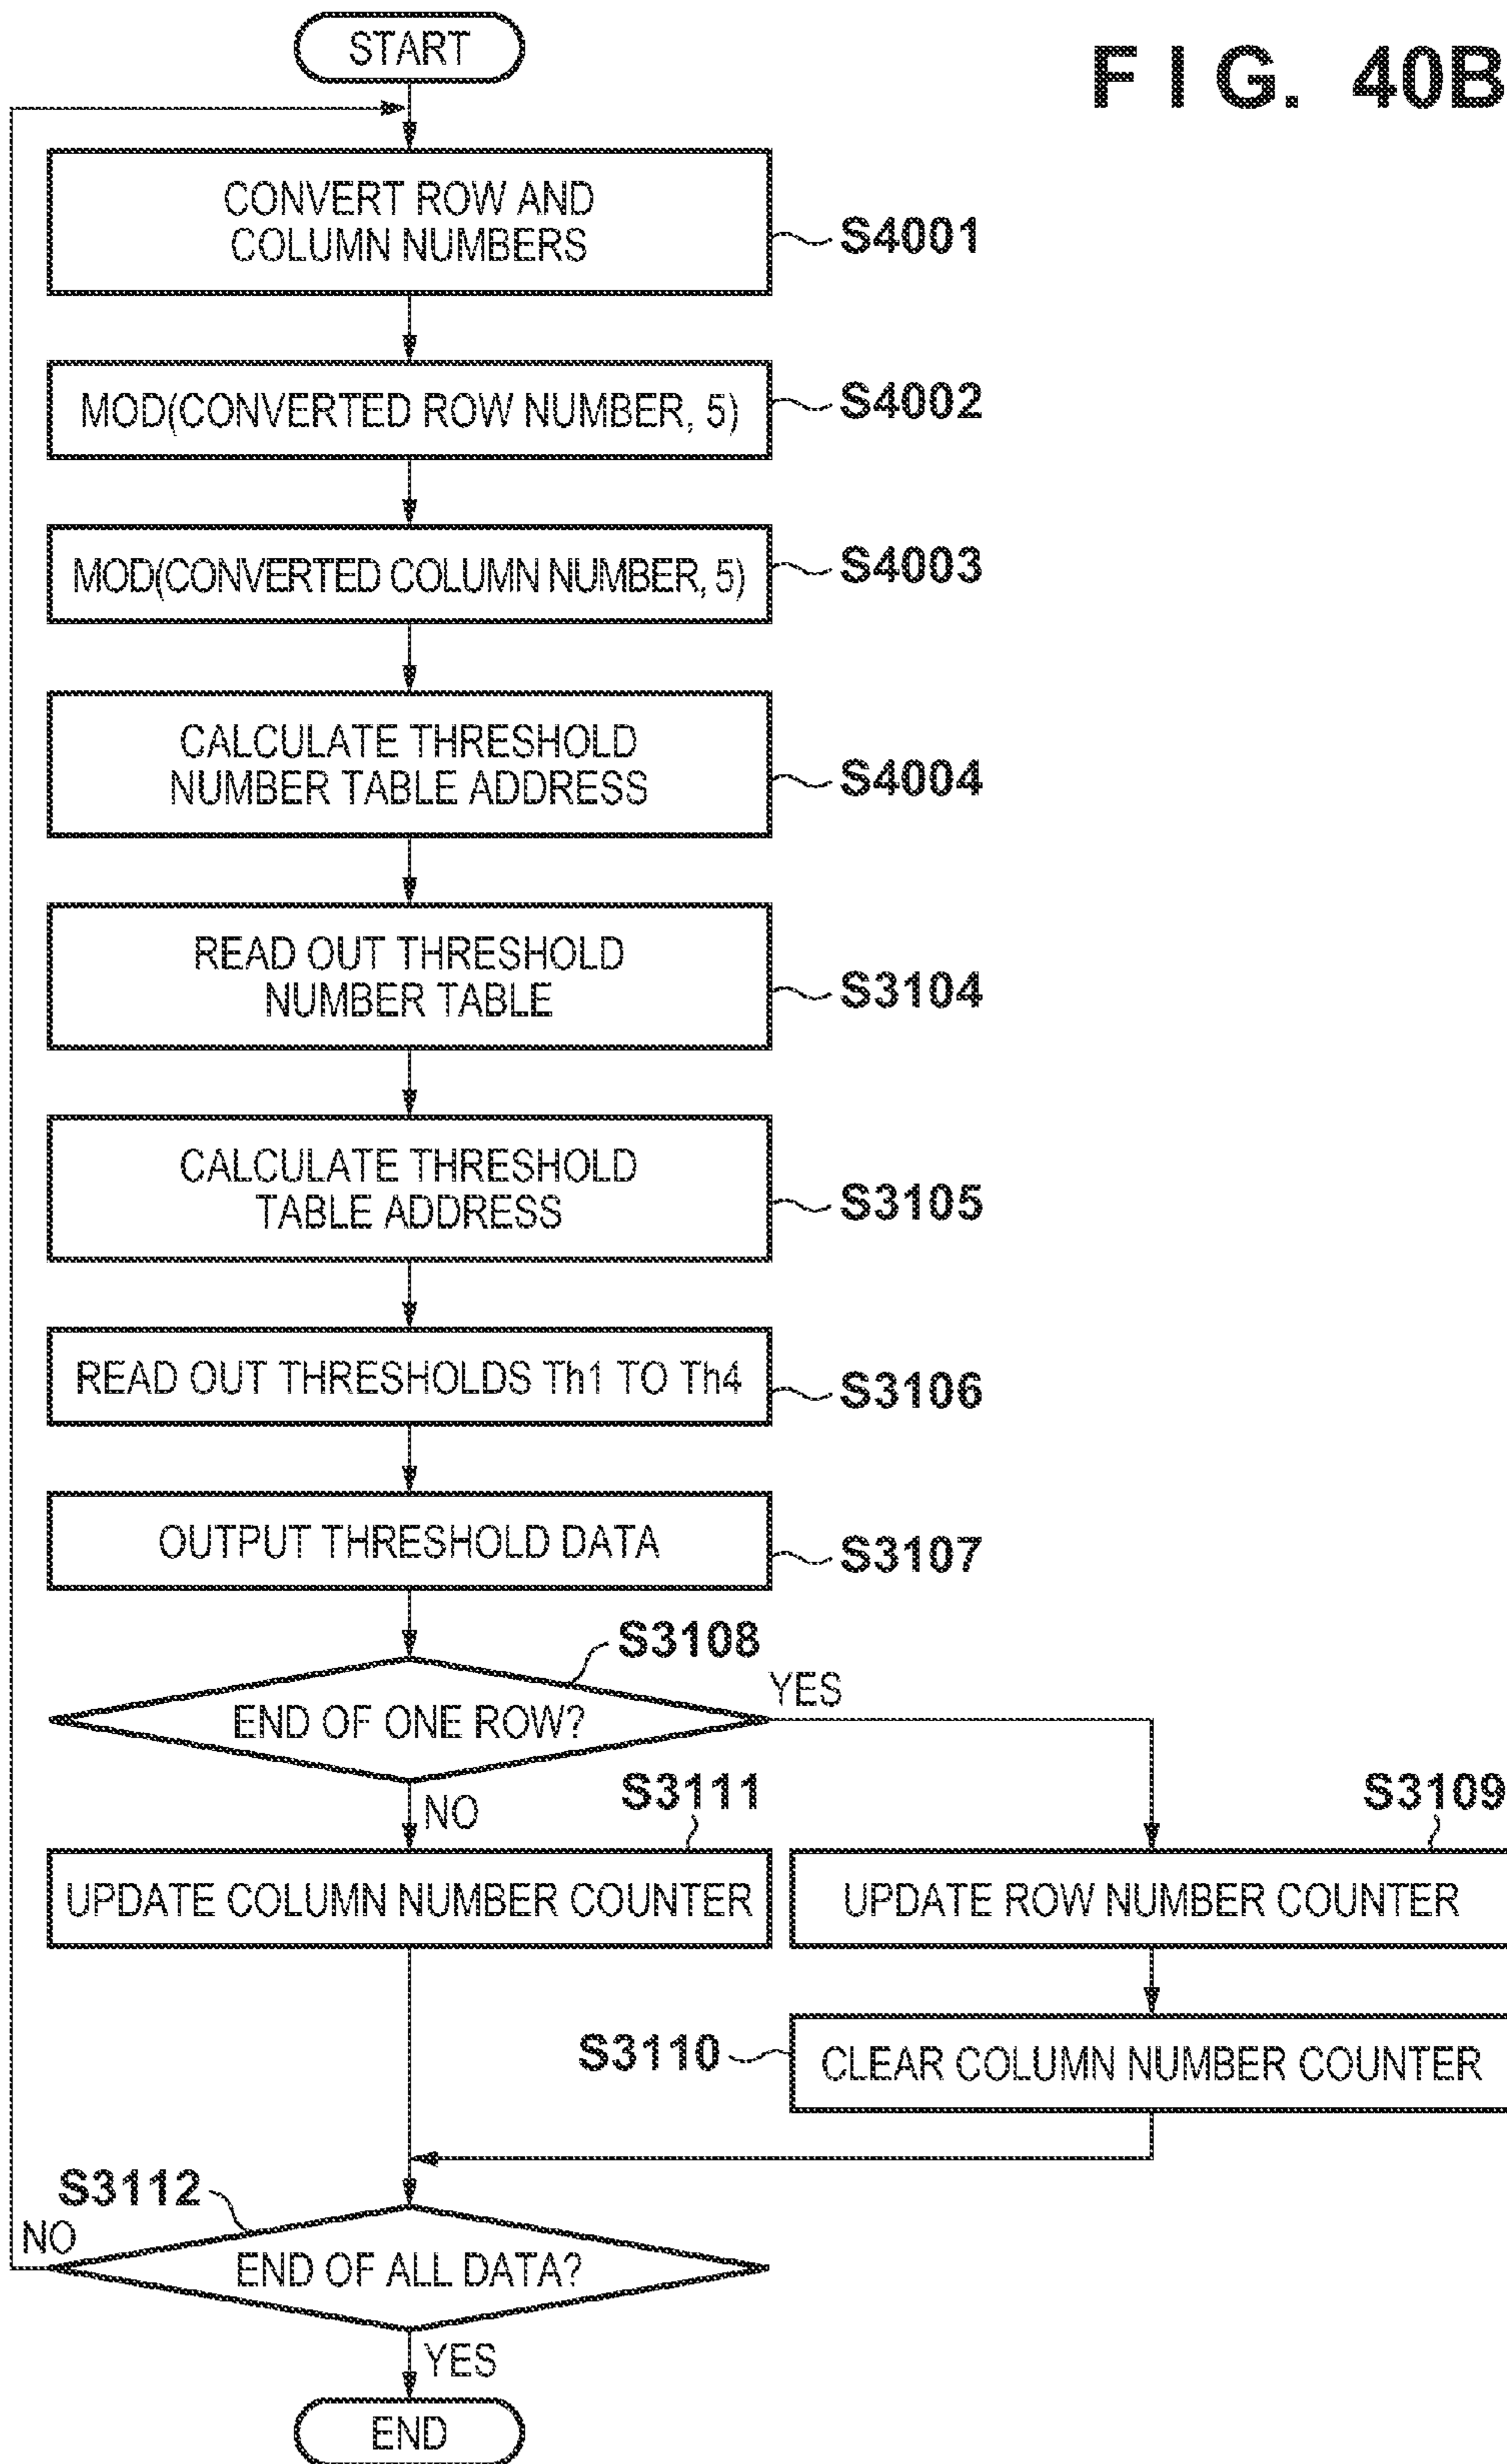 F I G. 40B
START
CONVERT ROW AND
COLUMN NUMBERS
S4001
MOD(CONVERTED ROW NUMBER, 5)
S4002
MOD(CONVERTED COLUMN NUMBER, 5)
S4003
CALCULATE THRESHOLD
NUMBER TABLE ADDRESS
S4004
READ OUT THRESHOLD
NUMBER TABLE
S3104
CALCULATE THRESHOLD
TABLE ADDRESS
S3105
READ OUT THRESHOLDS Th1 TO Th4
S3106
OUTPUT THRESHOLD DATA
S3107
S3108
END OF ONE ROW?
YES
NO
S3111
S3109
UPDATE COLUMN NUMBER COUNTER
UPDATE ROW NUMBER COUNTER
S3110
CLEAR COLUMN NUMBER COUNTER
S3112
NO
END OF ALL DATA?
YES
END